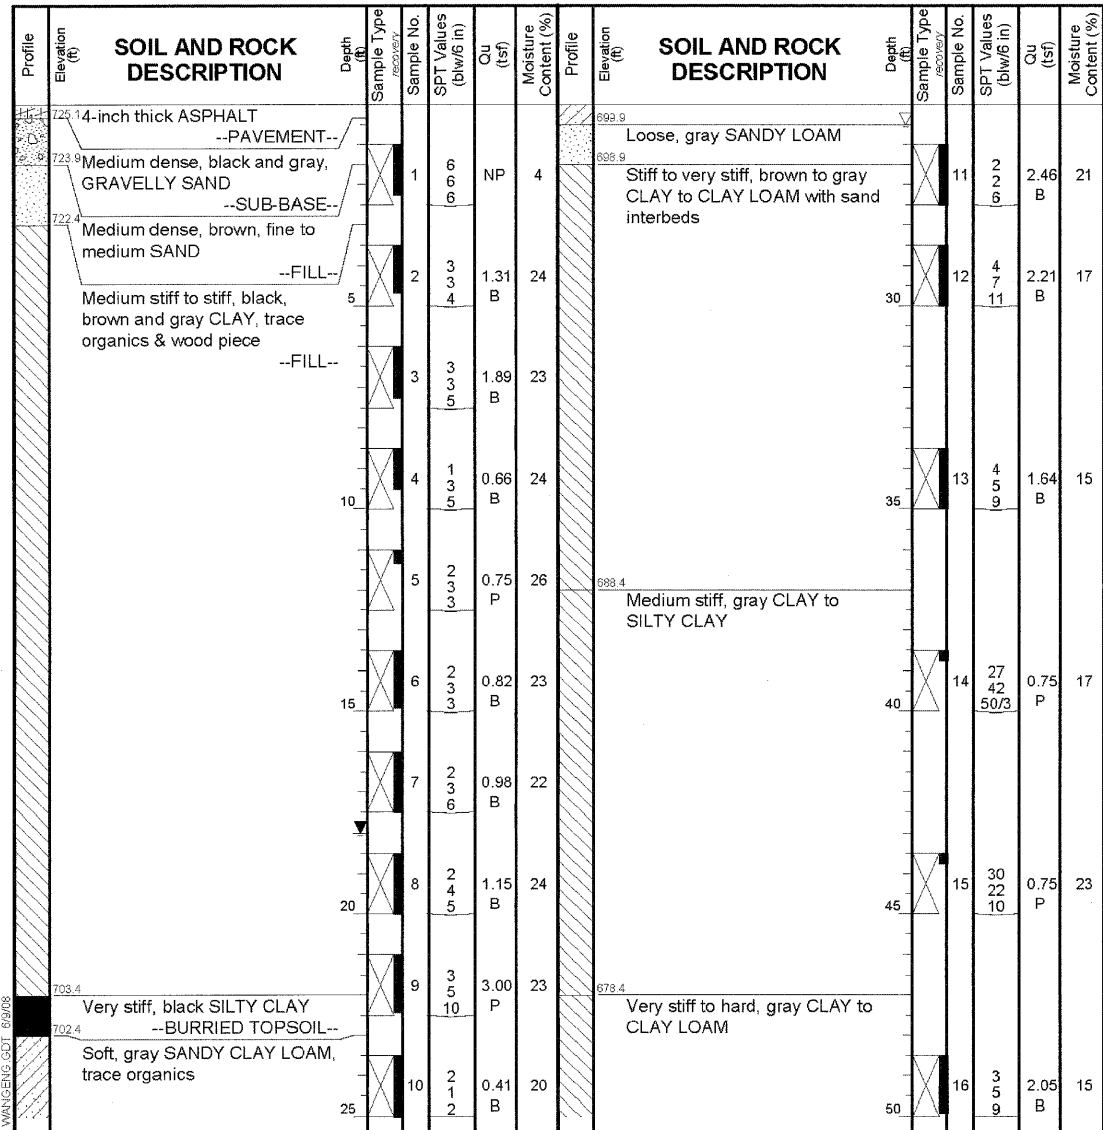 Profile
Elevation (ft)
SOIL AND ROCK
DESCRIPTION
Depth (ft)
Sample Type
recovery
Sample No.
SPT Values (blw/6 in)
Qu (tsf)
Moisture Content (%)
725.1 4-inch thick ASPHALT
--PAVEMENT--
723.9 Medium dense, black and gray,
GRAVELLY SAND
--SUB-BASE--
1 6 6 6 NP 4
722.4 Medium dense, brown, fine to
medium SAND
--FILL--
2 3 3 4 1.31 B 24
5
Medium stiff to stiff, black,
brown and gray CLAY, trace
organics & wood piece
--FILL--
3 3 3 5 1.89 B 23
4 1 3 5 0.66 B 24
10
5 2 3 3 0.75 P 26
6 2 3 3 0.82 B 23
15
7 2 3 6 0.98 B 22
8 2 4 5 1.15 B 24
20
9 3 5 10 3.00 P 23
703.4
Very stiff, black SILTY CLAY
702.4 --BURRIED TOPSOIL--
Soft, gray SANDY CLAY LOAM,
trace organics
10 2 1 2 0.41 B 20
25
Profile
Elevation (ft)
SOIL AND ROCK
DESCRIPTION
Depth (ft)
Sample Type
recovery
Sample No.
SPT Values (blw/6 in)
Qu (tsf)
Moisture Content (%)
699.9
Loose, gray SANDY LOAM
698.9
Stiff to very stiff, brown to gray
CLAY to CLAY LOAM with sand
interbeds
11 2 2 6 2.46 B 21
12 4 7 11 2.21 B 17
30
13 4 5 9 1.64 B 15
35
688.4
Medium stiff, gray CLAY to
SILTY CLAY
14 27 42 50/3 0.75 P 17
40
15 30 22 10 0.75 P 23
45
678.4
Very stiff to hard, gray CLAY to
CLAY LOAM
16 3 5 9 2.05 B 15
50
WANGENG.GDT 6/9/08